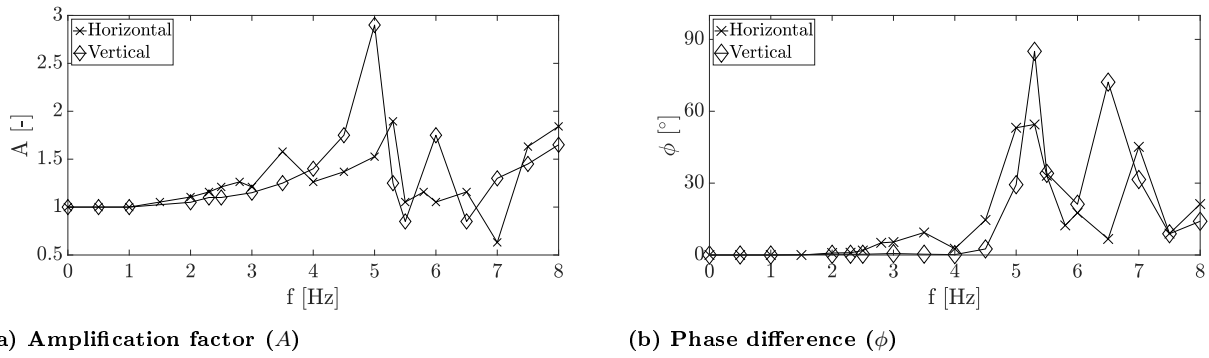 3
2.5
2
1.5
1
0.5
A [-]
Horizontal
Vertical
0 1 2 3 4 5 6 7 8
f [Hz]
a) Amplification factor (A)
90
60
30
0
ϕ [°]
Horizontal
Vertical
0 1 2 3 4 5 6 7 8
f [Hz]
(b) Phase difference (ϕ)